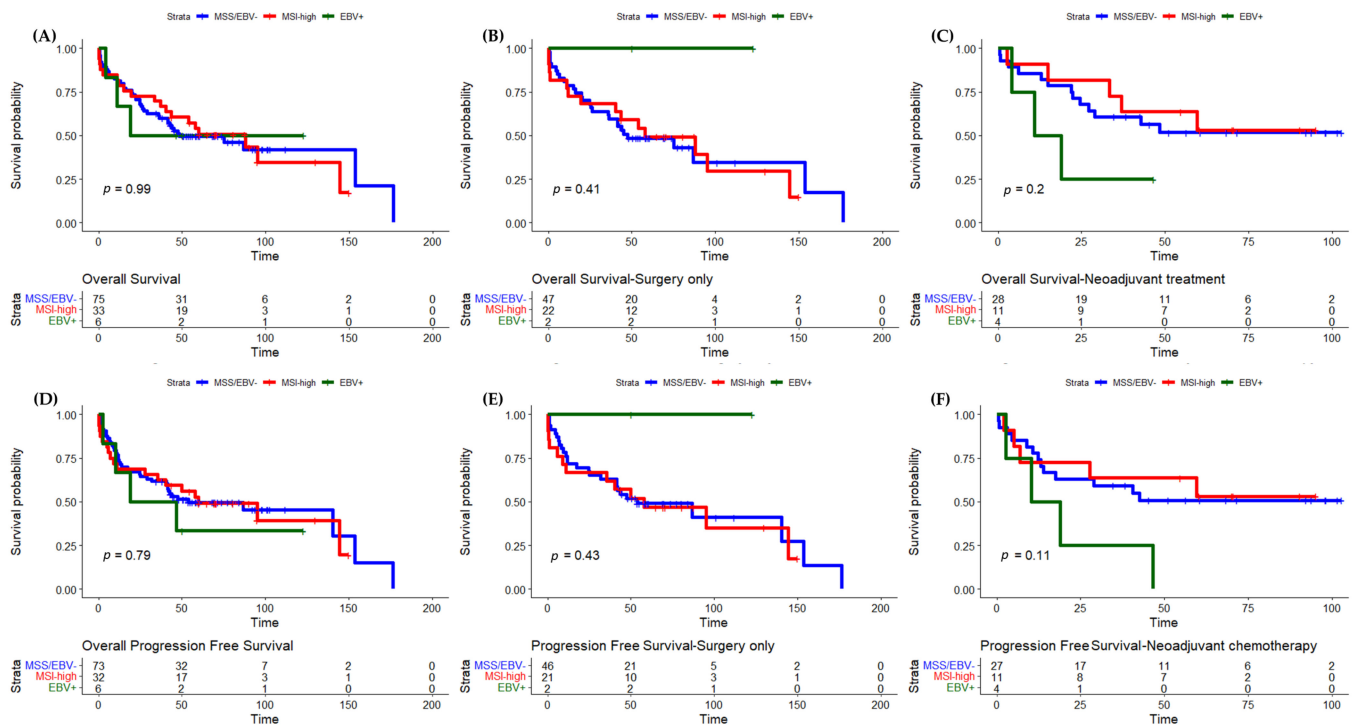 Strata MSS/EBV- MSI-high EBV+
(A)
Survival probability
1.00
0.75
0.50
0.25
0.00
p = 0.99
0 50 100 150 200
Time
Overall Survival
Strata
MSS/EBV- 75 31 6 2 0
MSI-high 33 19 3 1 0
EBV+ 6 2 1 0 0
0 50 100 150 200
Time
Strata MSS/EBV- MSI-high EBV+
(B)
Survival probability
1.00
0.75
0.50
0.25
0.00
p = 0.41
0 50 100 150 200
Time
Overall Survival-Surgery only
Strata
MSS/EBV- 47 20 4 2 0
MSI-high 22 12 3 1 0
EBV+ 2 2 1 0 0
0 50 100 150 200
Time
Strata MSS/EBV- MSI-high EBV+
(C)
Survival probability
1.00
0.75
0.50
0.25
0.00
p = 0.2
0 25 50 75 100
Time
Overall Survival-Neoadjuvant treatment
Strata
MSS/EBV- 28 19 11 6 2
MSI-high 11 9 7 2 0
EBV+ 4 1 0 0 0
0 25 50 75 100
Time
Strata MSS/EBV- MSI-high EBV+
(D)
Survival probability
1.00
0.75
0.50
0.25
0.00
p = 0.79
0 50 100 150 200
Time
Overall Progression Free Survival
Strata
MSS/EBV- 73 32 7 2 0
MSI-high 32 17 3 1 0
EBV+ 6 2 1 0 0
0 50 100 150 200
Time
Strata MSS/EBV- MSI-high EBV+
(E)
Survival probability
1.00
0.75
0.50
0.25
0.00
p = 0.43
0 50 100 150 200
Time
Progression Free Survival-Surgery only
Strata
MSS/EBV- 46 21 5 2 0
MSI-high 21 10 3 1 0
EBV+ 2 2 1 0 0
0 50 100 150 200
Time
Strata MSS/EBV- MSI-high EBV+
(F)
Survival probability
1.00
0.75
0.50
0.25
0.00
p = 0.11
0 25 50 75 100
Time
Progression Free Survival-Neoadjuvant chemotherapy
Strata
MSS/EBV- 27 17 11 6 2
MSI-high 11 8 7 2 0
EBV+ 4 1 0 0 0
0 25 50 75 100
Time